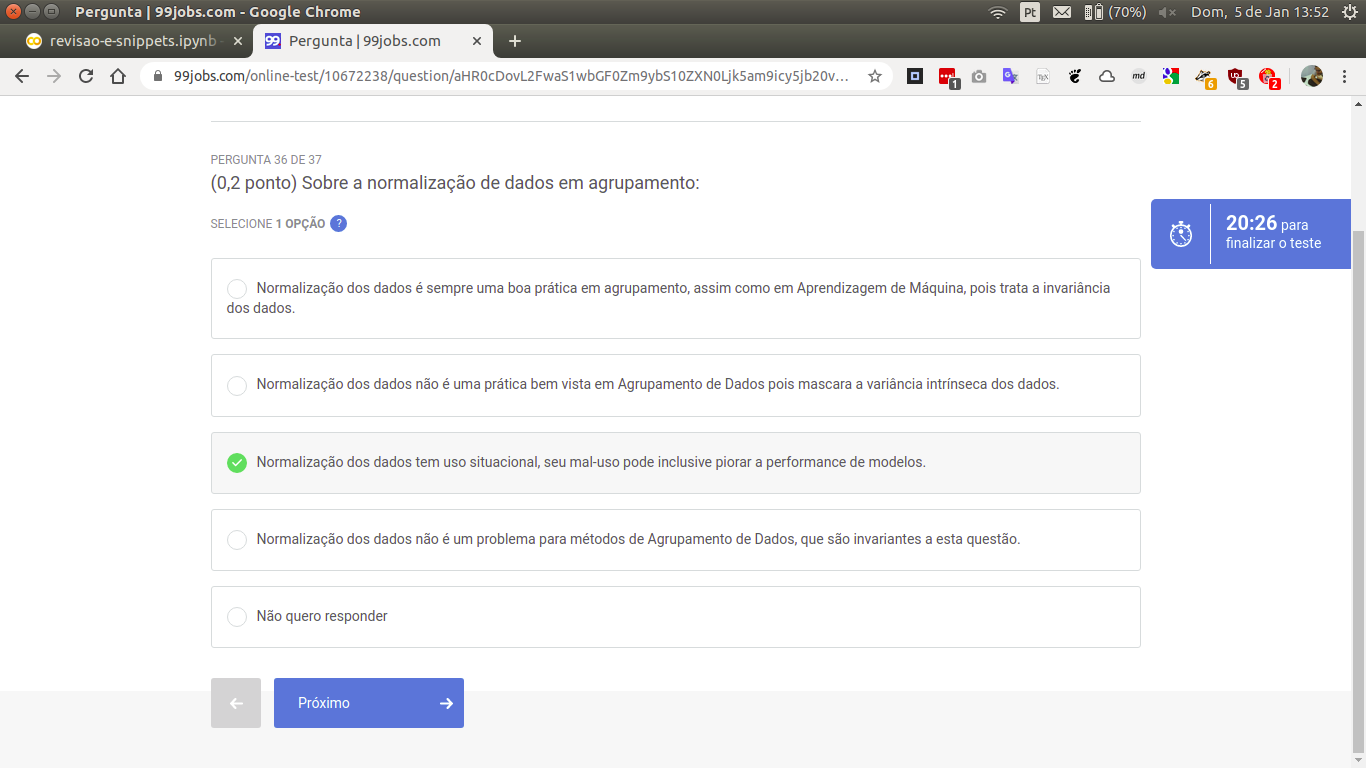 Pergunta | 99jobs.com - Google Chrome
Pt
(70%)
Dom, 5 de Jan 13:52
revisao-e-snippets.ipynb
Pergunta | 99jobs.com
99jobs.com/online-test/10672238/question/aHR0cDovL2FwaS1wbGF0Zm9ybS10ZXN0Ljk5am9icy5jb20v...
1
md
6
5
2
PERGUNTA 36 DE 37
(0,2 ponto) Sobre a normalização de dados em agrupamento:
SELECIONE 1 OPÇÃO ?
20:26 para
finalizar o teste
Normalização dos dados é sempre uma boa prática em agrupamento, assim como em Aprendizagem de Máquina, pois trata a invariância
dos dados.
Normalização dos dados não é uma prática bem vista em Agrupamento de Dados pois mascara a variância intrínseca dos dados.
Normalização dos dados tem uso situacional, seu mal-uso pode inclusive piorar a performance de modelos.
Normalização dos dados não é um problema para métodos de Agrupamento de Dados, que são invariantes a esta questão.
Não quero responder
Próximo